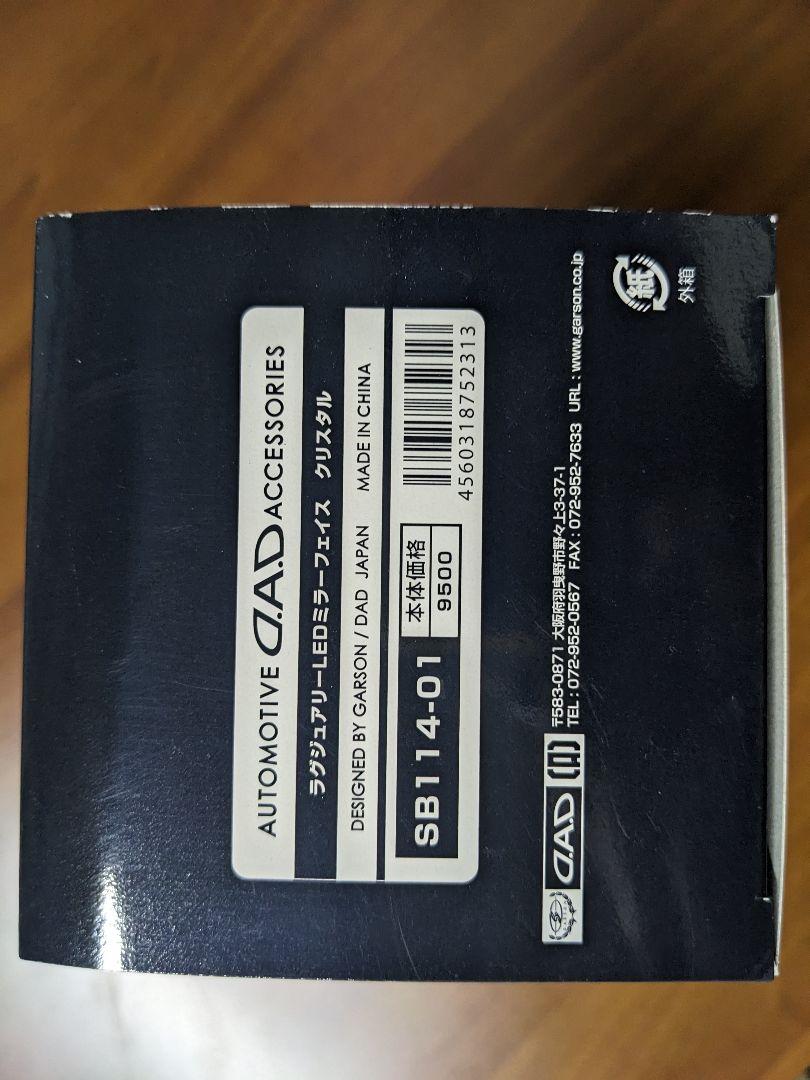 AUTOMOTIVE D.A.D ACCESSORIES
ラグジュアリーLEDミラーフェイス クリスタル
DESIGNED BY GARSON / DAD JAPAN MADE IN CHINA
SB114-01
本体価格
9500
4560318752313
D.A.D
〒583-0871 大阪府羽曳野市野々上3-37-1
TEL : 072-952-0567 FAX : 072-952-7633 URL : www.garson.co.jp
紙
外箱